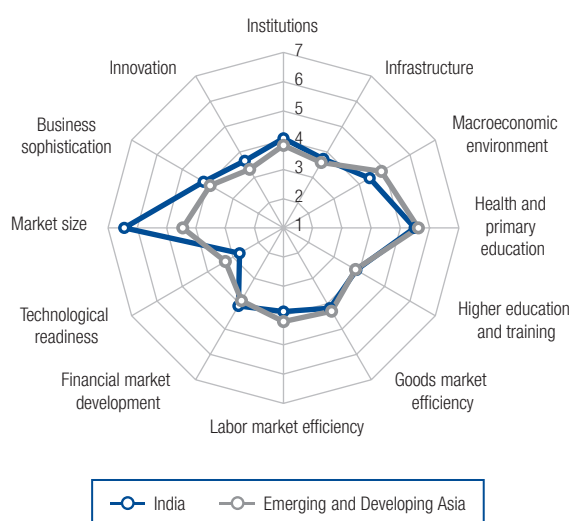 Institutions
Innovation
Infrastructure
Business
sophistication
Macroeconomic
environment
Market size
Health and
primary
education
Technological
readiness
Higher education
and training
Financial market
development
Goods market
efficiency
Labor market efficiency
7
6
5
4
3
2
1
India
Emerging and Developing Asia